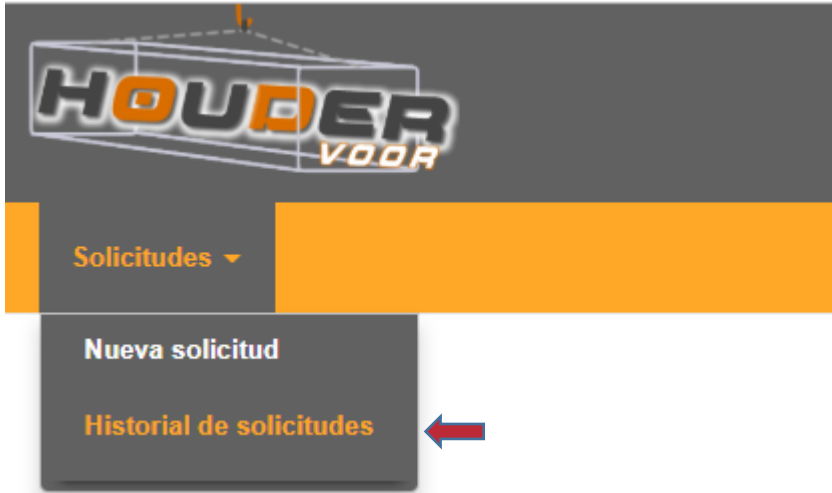 HOUDER
VOOR
Solicitudes
Nueva solicitud
Historial de solicitudes